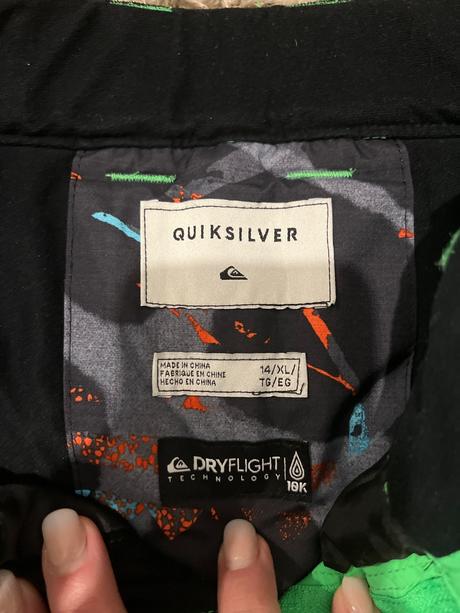 QUIKSILVER
MADE IN CHINA
FABRIQUE EN CHINE
HECHO EN CHINA
14/XL/
TG/EG
DRYFLIGHT
TECHNOLOGY
10K